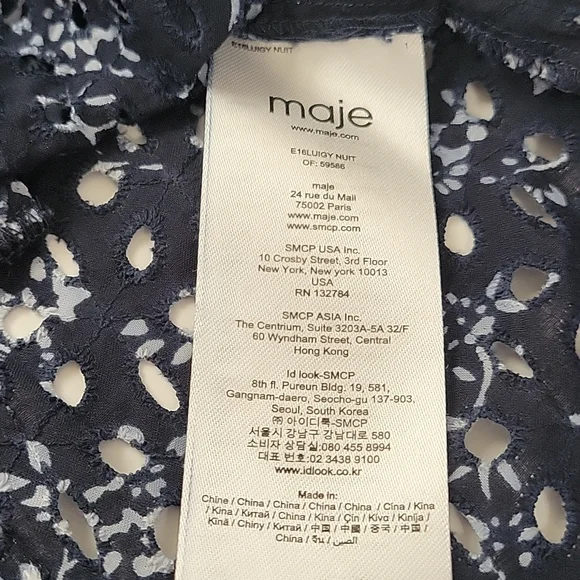 E16LUIGY NUIT
maje
www.maje.com
E16LUIGY NUIT
OF: 59586
maje
24 rue du Mail
75002 Paris
www.maje.com
www.smcp.com
SMCP USA Inc.
10 Crosby Street, 3rd Floor
New York, New york 10013
USA
RN 132784
SMCP ASIA Inc.
The Centrium, Suite 3203A-5A 32/F
60 Wyndham Street, Central
Hong Kong
Id look-SMCP
8th fl. Pureun Bldg. 19, 581,
Gangnam-daero, Seocho-gu 137-903.
Seoul, South Korea
㈜ 아이디룩-SMCP
서울시 강남구 강남대로 580
소비자 상담실:080 455 8994
대표 번호:02 3438 9100
www.idlook.co.kr
Made in:
Chine / China / China / China / China / Cina / Kina
/ Kina / Китай / China / Kina / Çin / Κίνα / Kinija /
Ķīnā / Chiny / Китай / 中国 / 中國 / 중국 / 中国
/ China / จีน / الصين